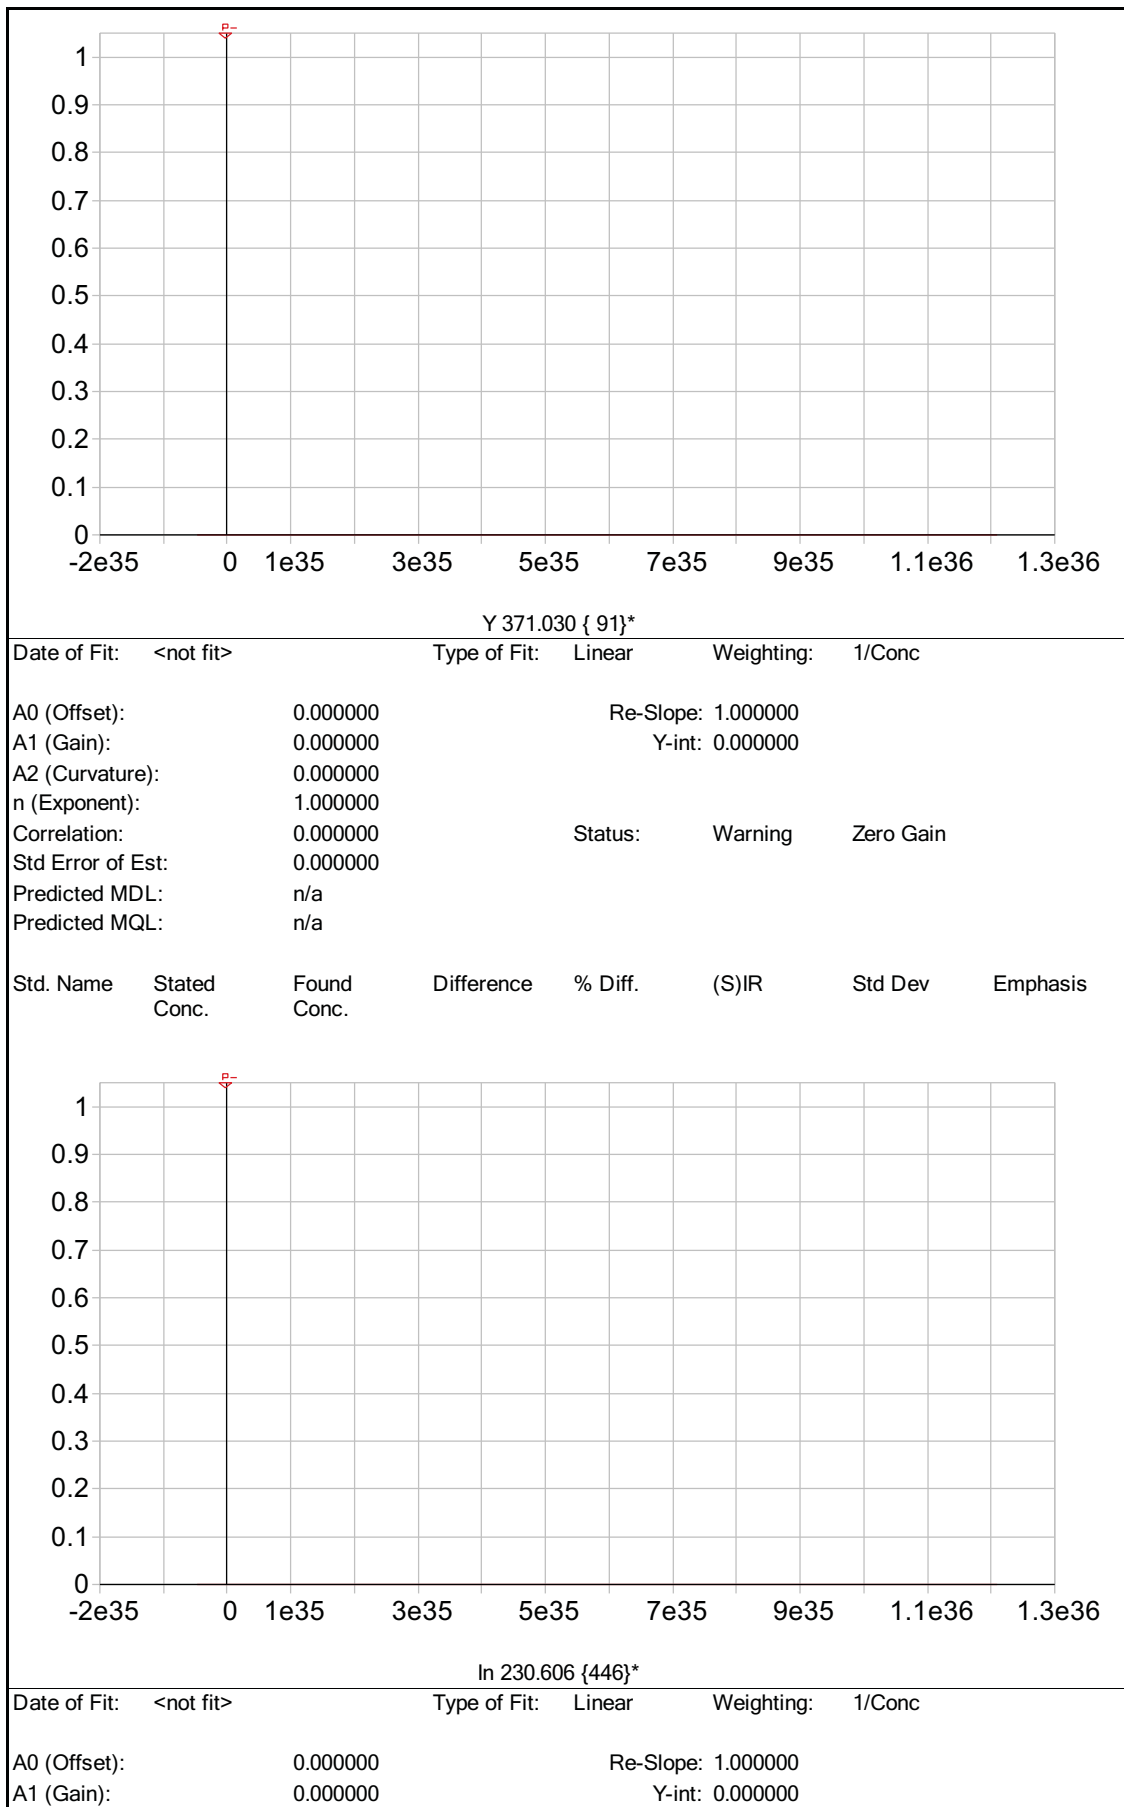 P-
1
0.9
0.8
0.7
0.6
0.5
0.4
0.3
0.2
0.1
0
-2e35 0 1e35 3e35 5e35 7e35 9e35 1.1e36 1.3e36
Y 371.030 { 91}*
Date of Fit: <not fit> Type of Fit: Linear Weighting: 1/Conc
A0 (Offset): 0.000000 Re-Slope: 1.000000
A1 (Gain): 0.000000 Y-int: 0.000000
A2 (Curvature): 0.000000
n (Exponent): 1.000000
Correlation: 0.000000 Status: Warning Zero Gain
Std Error of Est: 0.000000
Predicted MDL: n/a
Predicted MQL: n/a
Std. Name Stated Found Difference % Diff. (S)IR Std Dev Emphasis
Conc. Conc.
P-
1
0.9
0.8
0.7
0.6
0.5
0.4
0.3
0.2
0.1
0
-2e35 0 1e35 3e35 5e35 7e35 9e35 1.1e36 1.3e36
In 230.606 {446}*
Date of Fit: <not fit> Type of Fit: Linear Weighting: 1/Conc
A0 (Offset): 0.000000 Re-Slope: 1.000000
A1 (Gain): 0.000000 Y-int: 0.000000